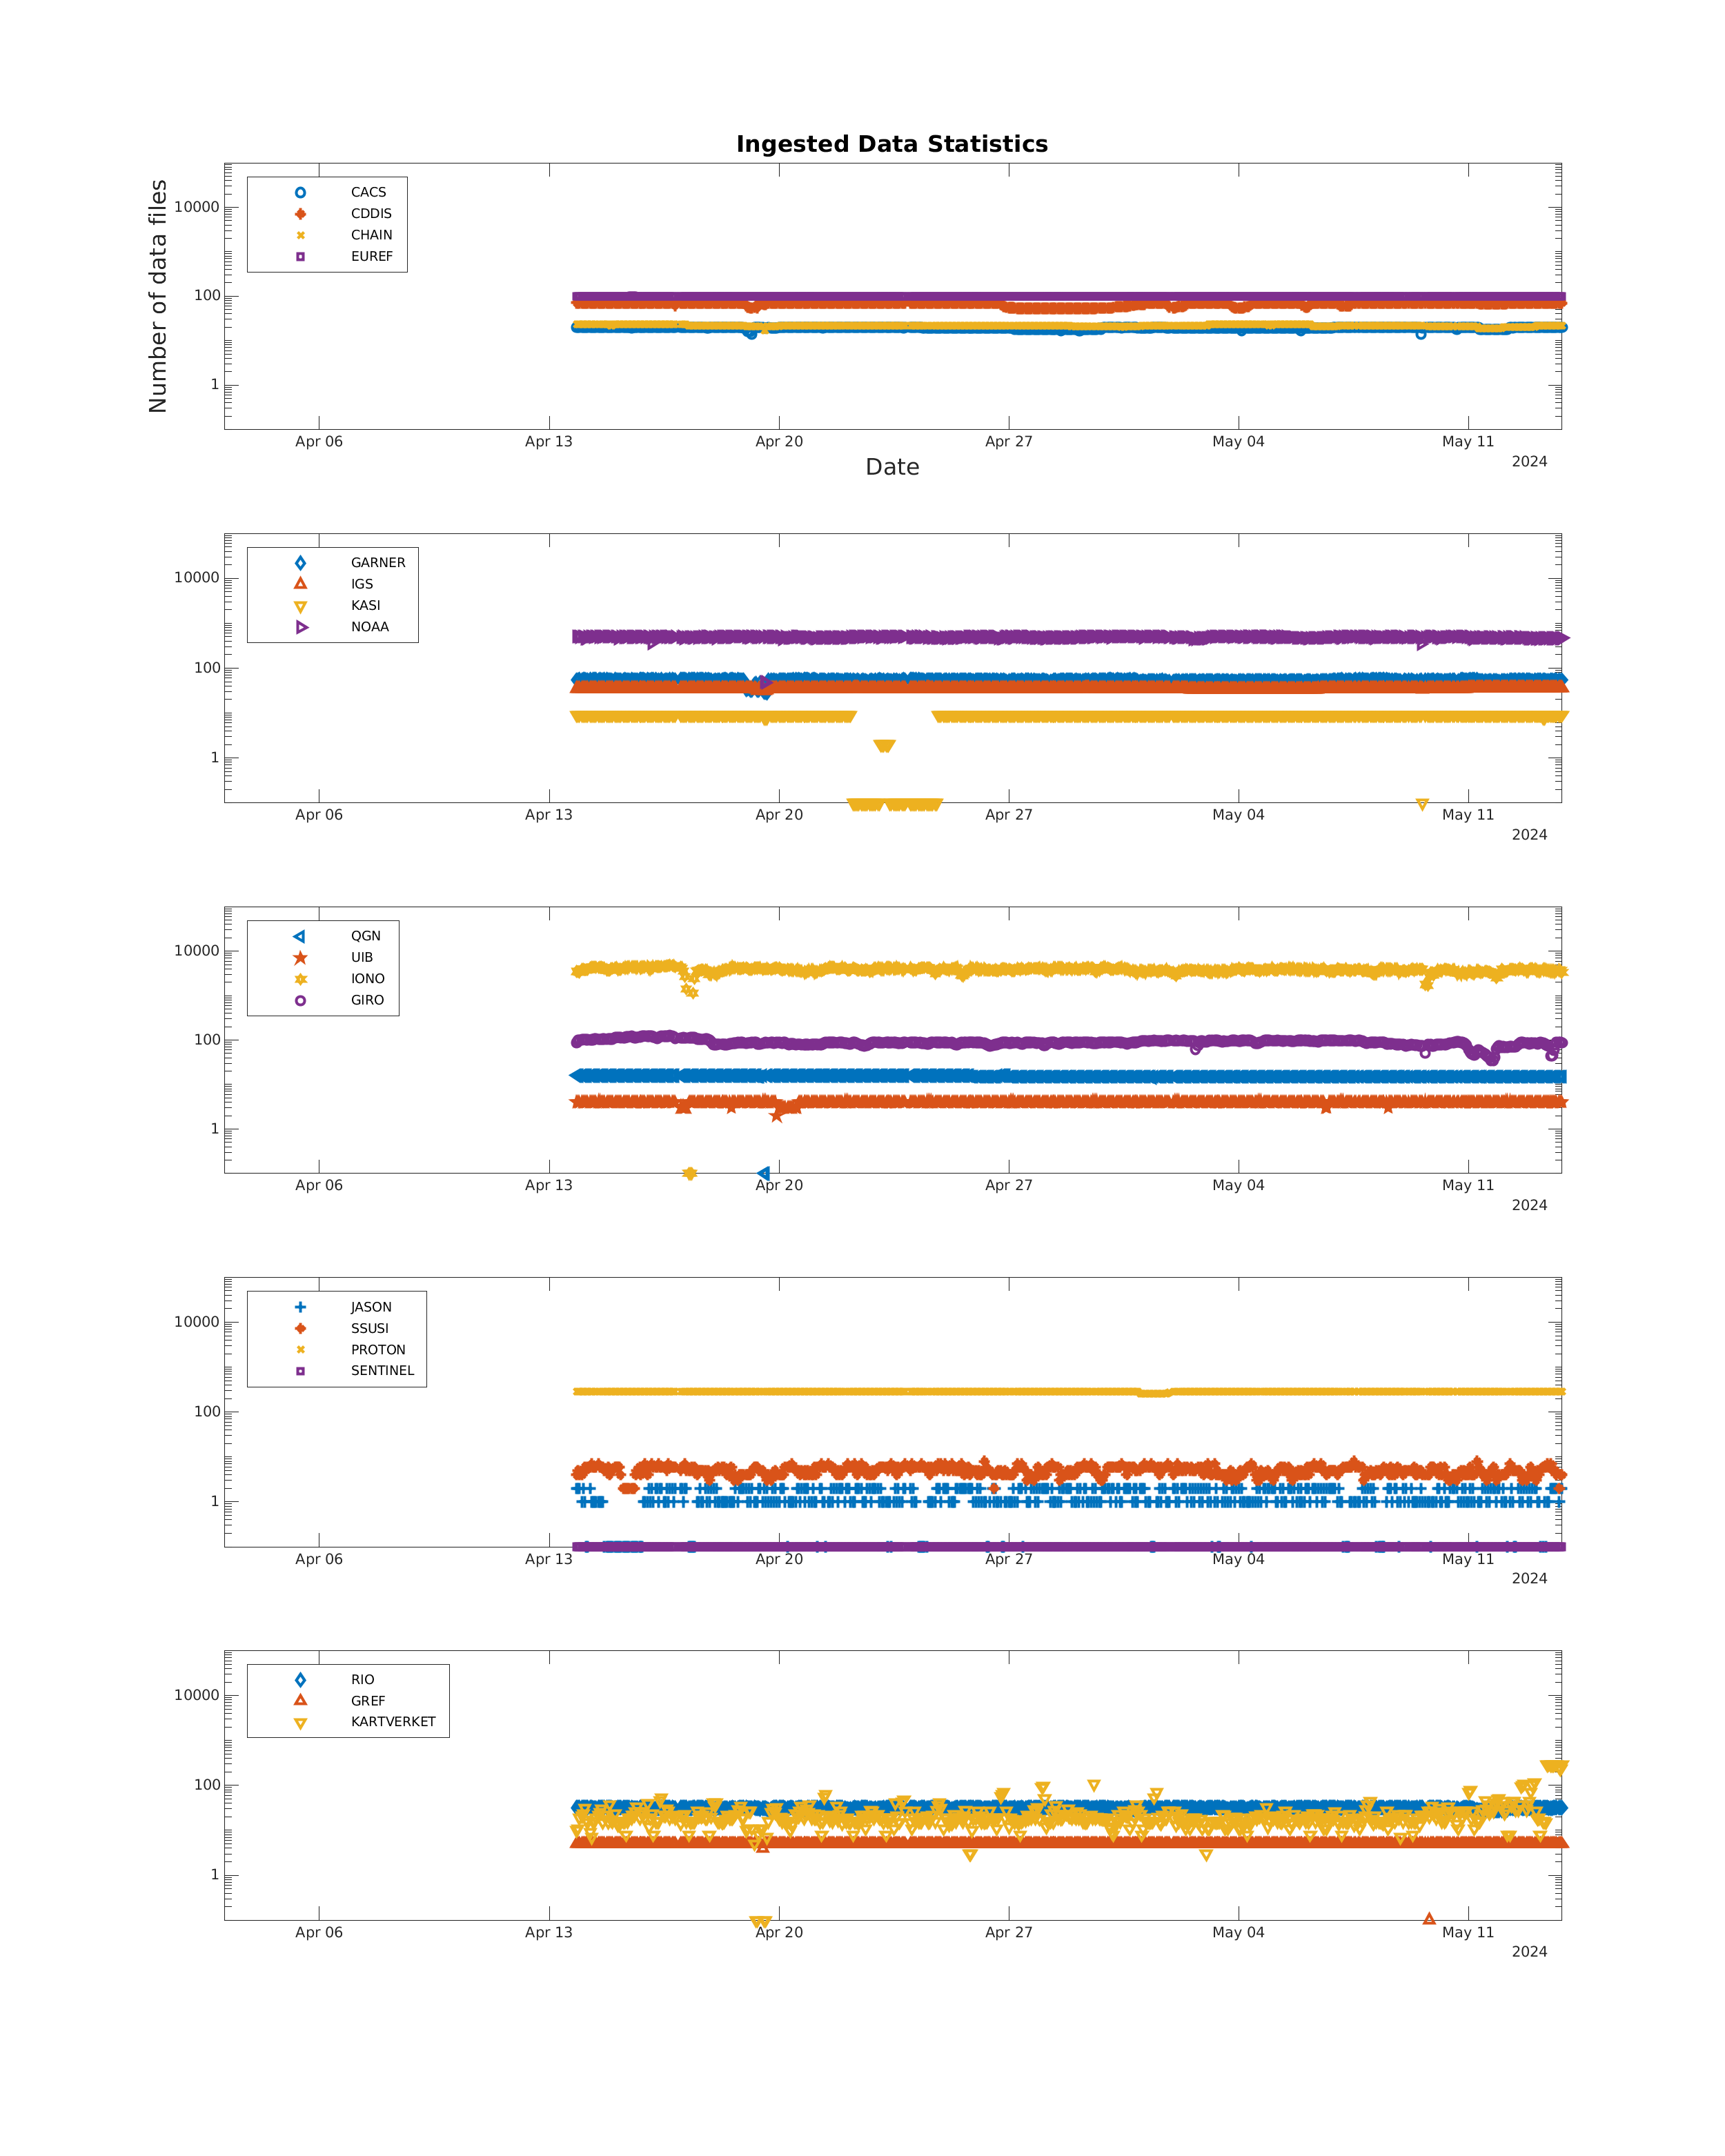 Ingested Data Statistics
Number of data files
10000
100
1
CACS
CDDIS
CHAIN
EUREF
Apr 06 Apr 13 Apr 20 Apr 27 May 04 May 11
2024
Date
10000
100
1
GARNER
IGS
KASI
NOAA
Apr 06 Apr 13 Apr 20 Apr 27 May 04 May 11
2024
10000
100
1
QGN
UIB
IONO
GIRO
Apr 06 Apr 13 Apr 20 Apr 27 May 04 May 11
2024
10000
100
1
JASON
SSUSI
PROTON
SENTINEL
Apr 06 Apr 13 Apr 20 Apr 27 May 04 May 11
2024
10000
100
1
RIO
GREF
KARTVERKET
Apr 06 Apr 13 Apr 20 Apr 27 May 04 May 11
2024